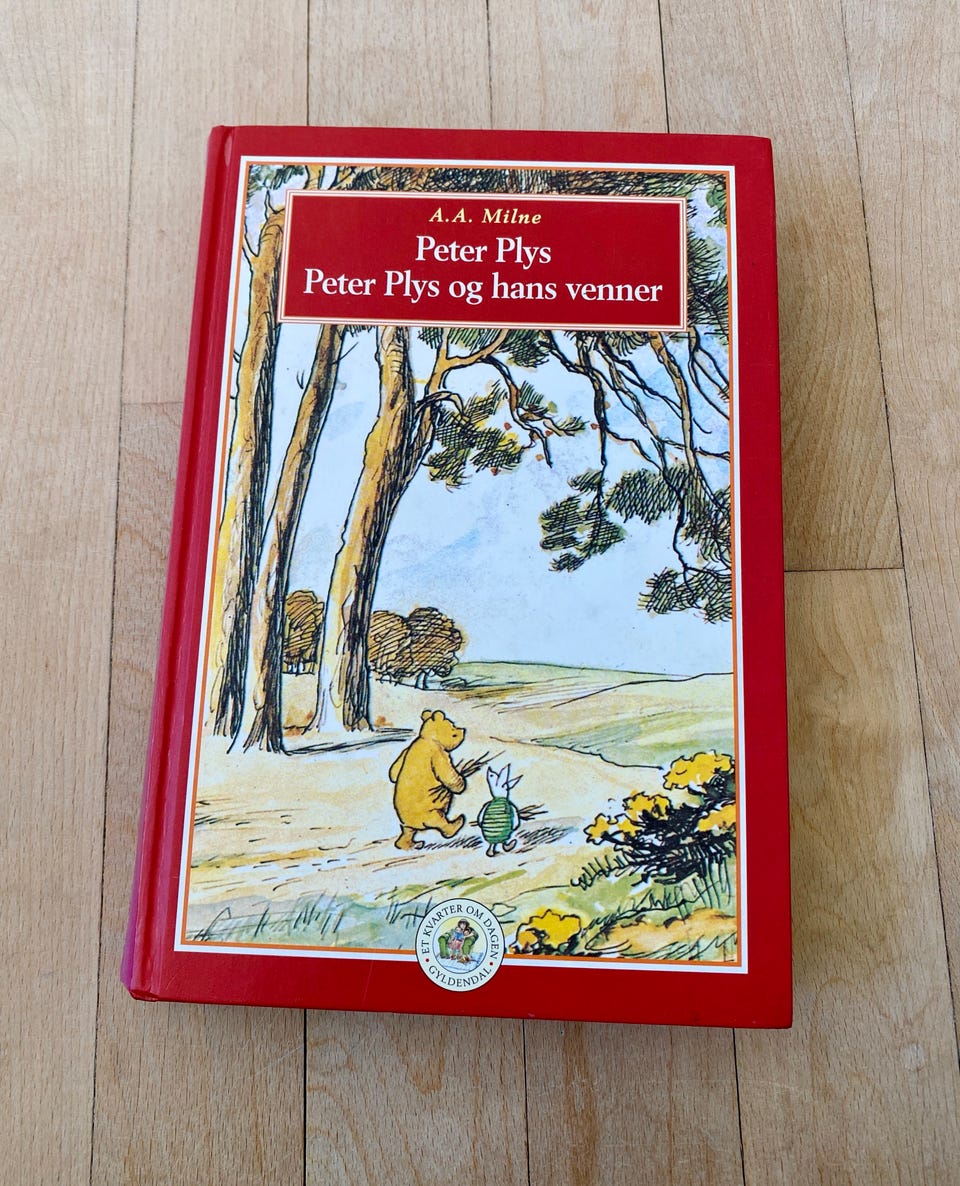 A.A. Milne
Peter Plys
Peter Plys og hans venner
ET KVARTER OM DAGEN
GYLDENDAL